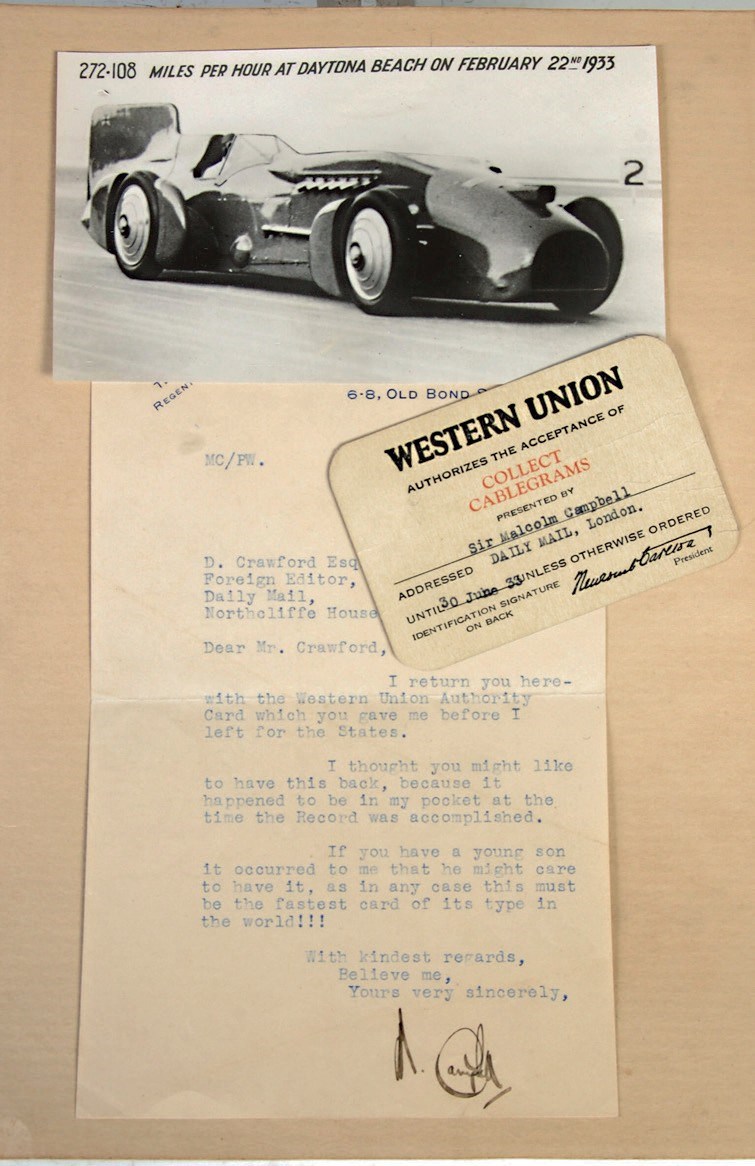 272·108 MILES PER HOUR AT DAYTONA BEACH ON FEBRUARY 22ND 1933
2
REGEN
6-8, OLD BOND
MC/PW.
WESTERN UNION
AUTHORIZES THE ACCEPTANCE OF
COLLECT
CABLEGRAMS
PRESENTED BY
Sir Malcolm Campbell
ADDRESSED DAILY MAIL, London.
UNTIL 30 June 33 UNLESS OTHERWISE ORDERED
IDENTIFICATION SIGNATURE
ON BACK
President
D. Crawford Esq
Foreign Editor,
Daily Mail,
Northcliffe House
Dear Mr. Crawford,
I return you here-
with the Western Union Authority
Card which you gave me before I
left for the States.
I thought you might like
to have this back, because it
happened to be in my pocket at the
time the Record was accomplished.
If you have a young son
it occurred to me that he might care
to have it, as in any case this must
be the fastest card of its type in
the world!!!
With kindest regards,
Believe me,
Yours very sincerely,
M. Campbell